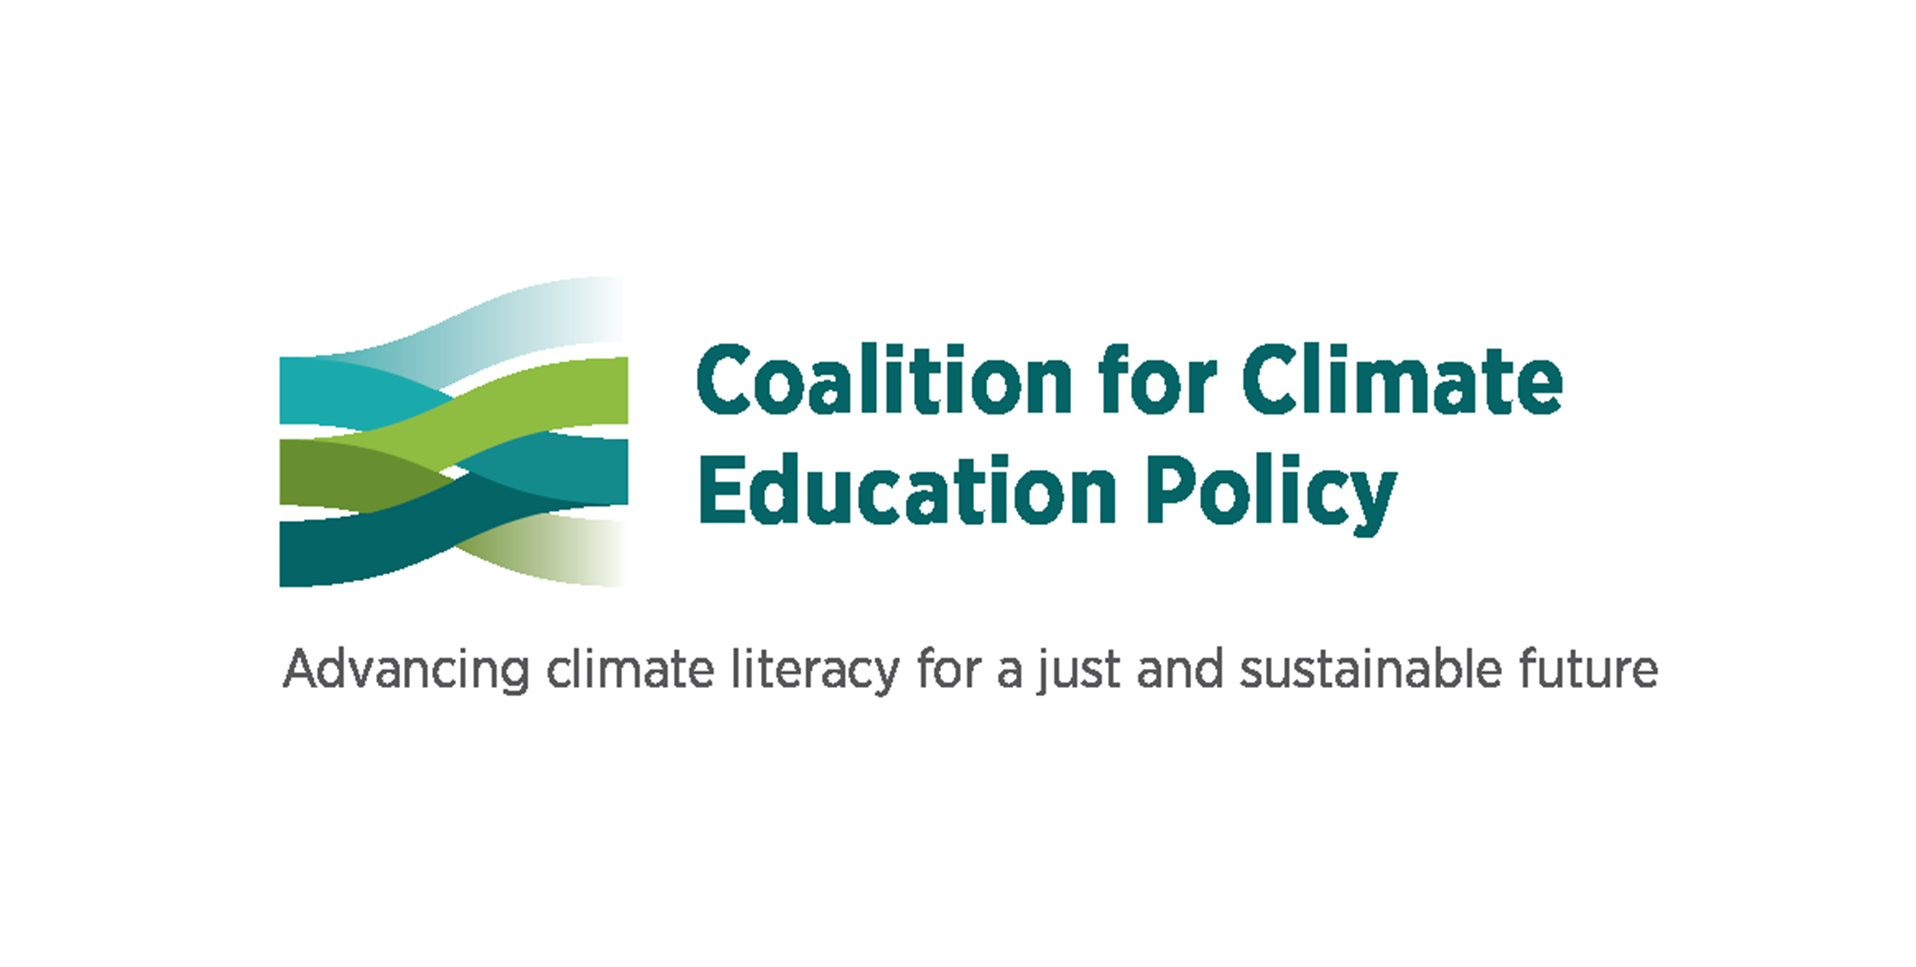 Coalition for Climate
Education Policy
Advancing climate literacy for a just and sustainable future